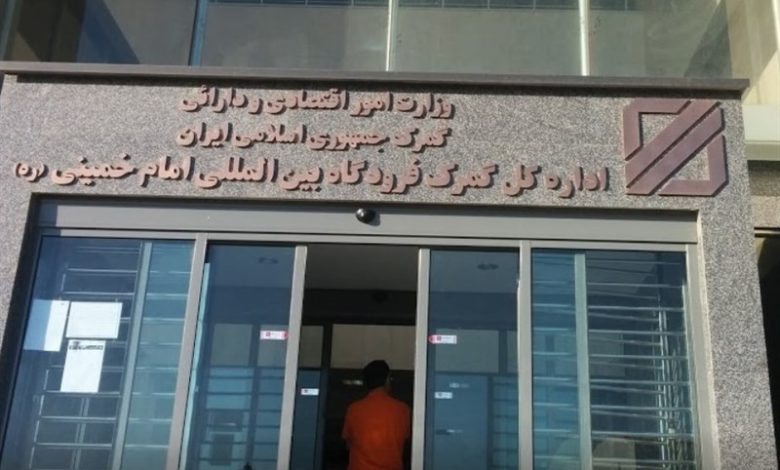 وزارت امور اقتصادی و دارائی
گمرک جمهوری اسلامی ایران
اداره کل گمرک فرودگاه بین المللی امام خمینی (ره)